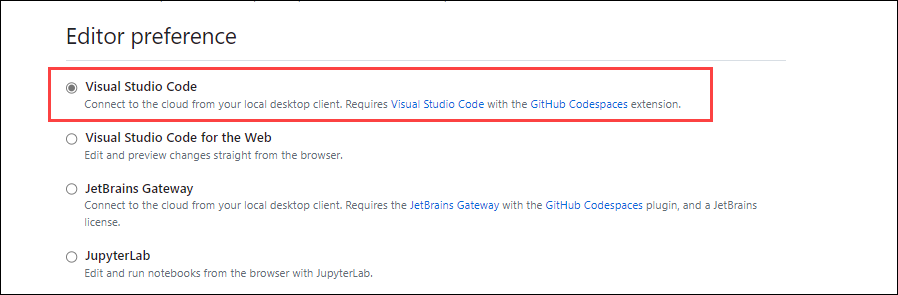 Editor preference
Visual Studio Code
Connect to the cloud from your local desktop client. Requires Visual Studio Code with the GitHub Codespaces extension.
Visual Studio Code for the Web
Edit and preview changes straight from the browser.
JetBrains Gateway
Connect to the cloud from your local desktop client. Requires the JetBrains Gateway with the GitHub Codespaces plugin, and a JetBrains
license.
JupyterLab
Edit and run notebooks from the browser with JupyterLab.